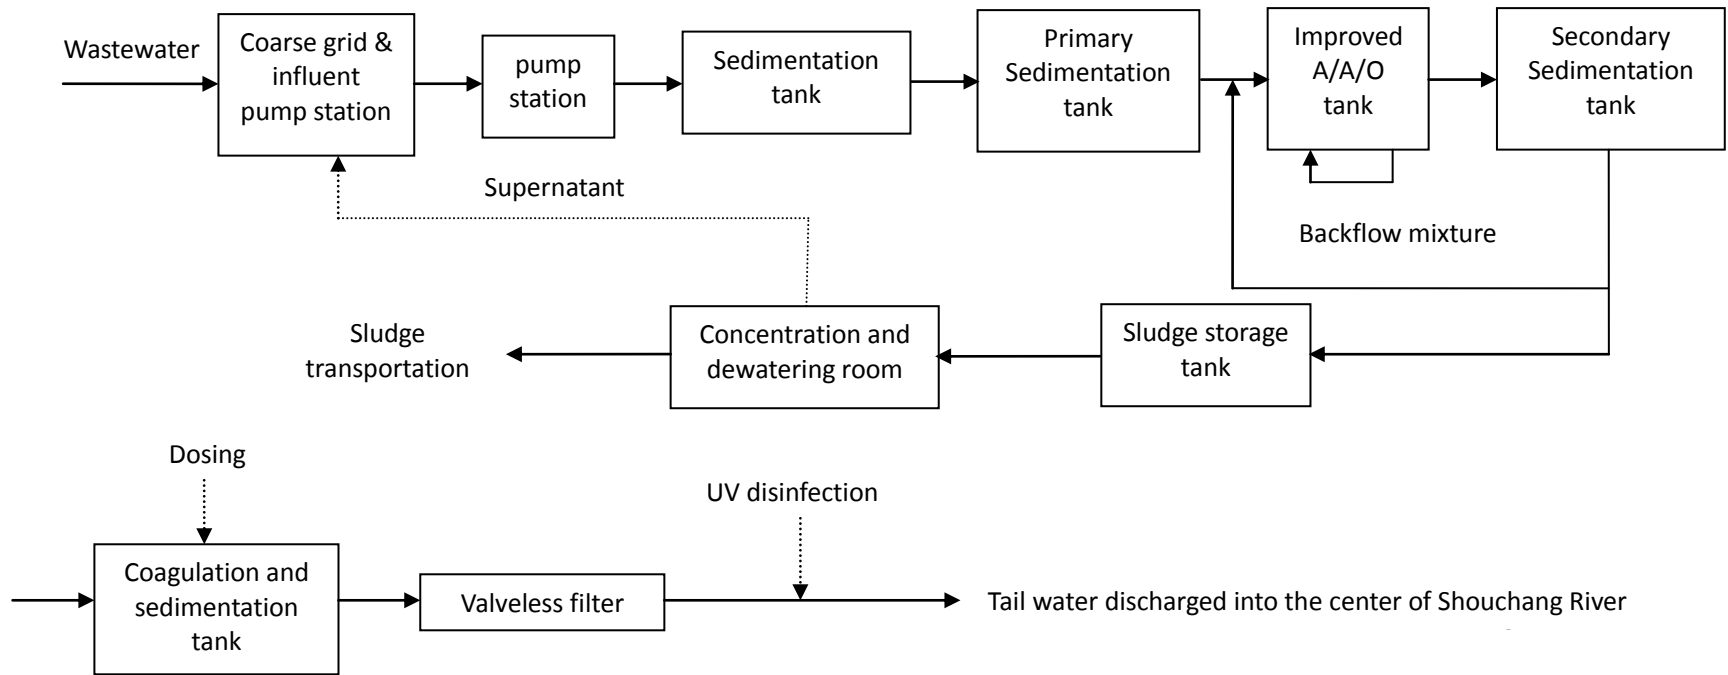 Wastewater
Coarse grid &
influent
pump station
pump
station
Sedimentation
tank
Primary
Sedimentation
tank
Improved
A/A/O
tank
Secondary
Sedimentation
tank
Supernatant
Backflow mixture
Sludge
transportation
Concentration and
dewatering room
Sludge storage
tank
Dosing
UV disinfection
Coagulation and
sedimentation
tank
Valveless filter
Tail water discharged into the center of Shouchang River